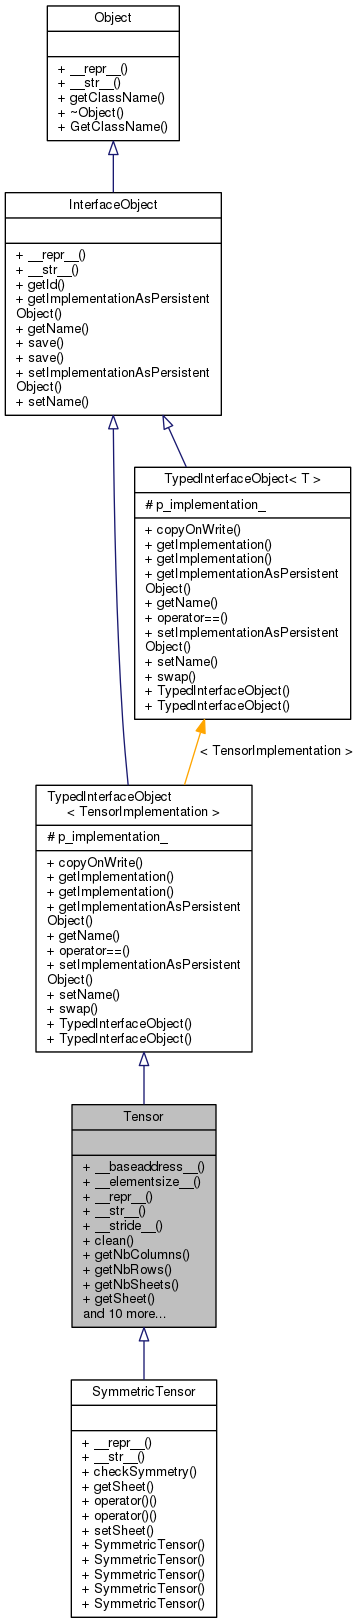 Object
+ __repr__()
+ __str__()
+ getClassName()
+ ~Object()
+ GetClassName()
InterfaceObject
+ __repr__()
+ __str__()
+ getId()
+ getImplementationAsPersistent
Object()
+ getName()
+ save()
+ save()
+ setImplementationAsPersistent
Object()
+ setName()
TypedInterfaceObject< T >
# p_implementation_
+ copyOnWrite()
+ getImplementation()
+ getImplementation()
+ getImplementationAsPersistent
Object()
+ getName()
+ operator==()
+ setImplementationAsPersistent
Object()
+ setName()
+ swap()
+ TypedInterfaceObject()
+ TypedInterfaceObject()
< TensorImplementation >
TypedInterfaceObject
< TensorImplementation >
# p_implementation_
+ copyOnWrite()
+ getImplementation()
+ getImplementation()
+ getImplementationAsPersistent
Object()
+ getName()
+ operator==()
+ setImplementationAsPersistent
Object()
+ setName()
+ swap()
+ TypedInterfaceObject()
+ TypedInterfaceObject()
Tensor
+ __baseaddress__()
+ __elementsize__()
+ __repr__()
+ __str__()
+ __stride__()
+ clean()
+ getNbColumns()
+ getNbRows()
+ getNbSheets()
+ getSheet()
and 10 more...
SymmetricTensor
+ __repr__()
+ __str__()
+ checkSymmetry()
+ getSheet()
+ operator()()
+ operator()()
+ setSheet()
+ SymmetricTensor()
+ SymmetricTensor()
+ SymmetricTensor()
+ SymmetricTensor()
+ SymmetricTensor()